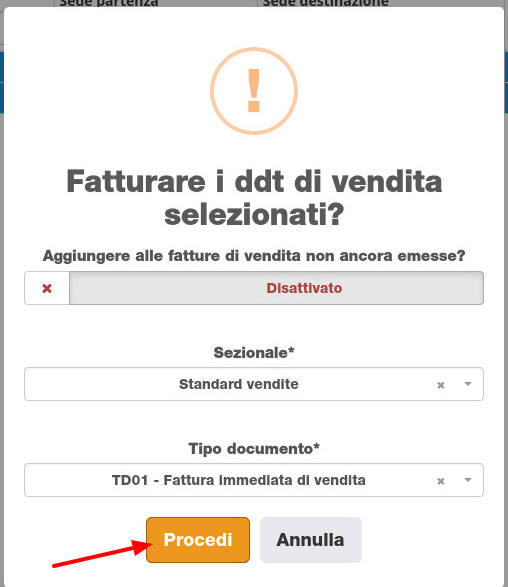 Sede partenza Sede destinazione
!
Fatturare i ddt di vendita
selezionati?
Aggiungere alle fatture di vendita non ancora emesse?
× Disattivato
Sezionale*
Standard vendite ×
Tipo documento*
TD01 - Fattura immediata di vendita ×
Procedi Annulla